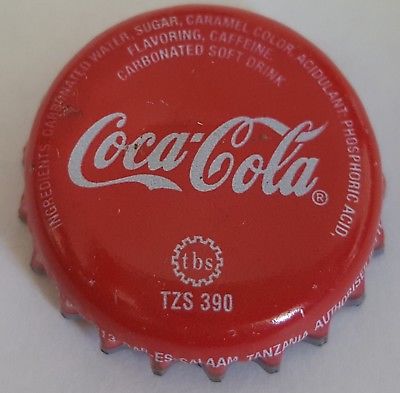 INGREDIENTS: CARBONATED WATER, SUGAR, CARAMEL COLOR, ACIDULANT, PHOSPHORIC ACID,
FLAVORING, CAFFEINE.
CARBONATED SOFT DRINK
Coca-Cola®
tbs
TZS 390
13 DAR-ES-SALAAM, TANZANIA AUTHORISED